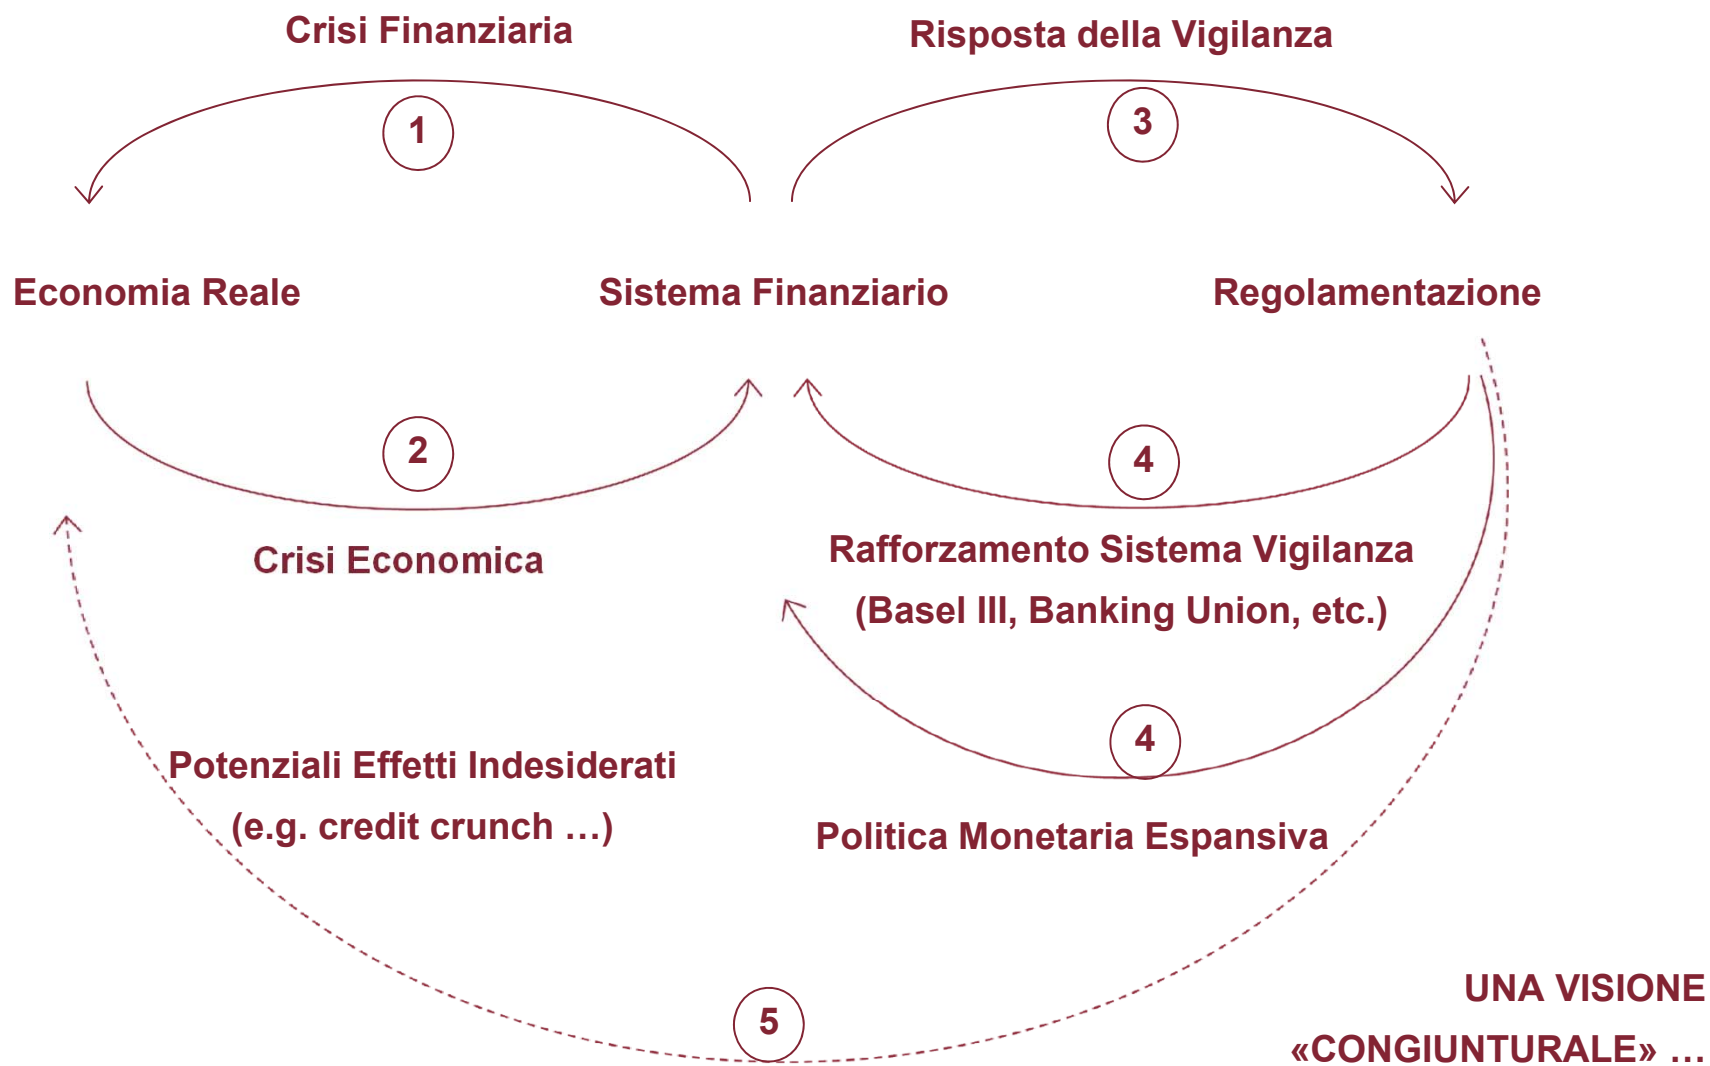 Crisi Finanziaria
Risposta della Vigilanza
1
3
Economia Reale
Sistema Finanziario
Regolamentazione
2
4
Crisi Economica
Rafforzamento Sistema Vigilanza
(Basel III, Banking Union, etc.)
4
Potenziali Effetti Indesiderati
(e.g. credit crunch …)
Politica Monetaria Espansiva
5
UNA VISIONE
«CONGIUNTURALE» …